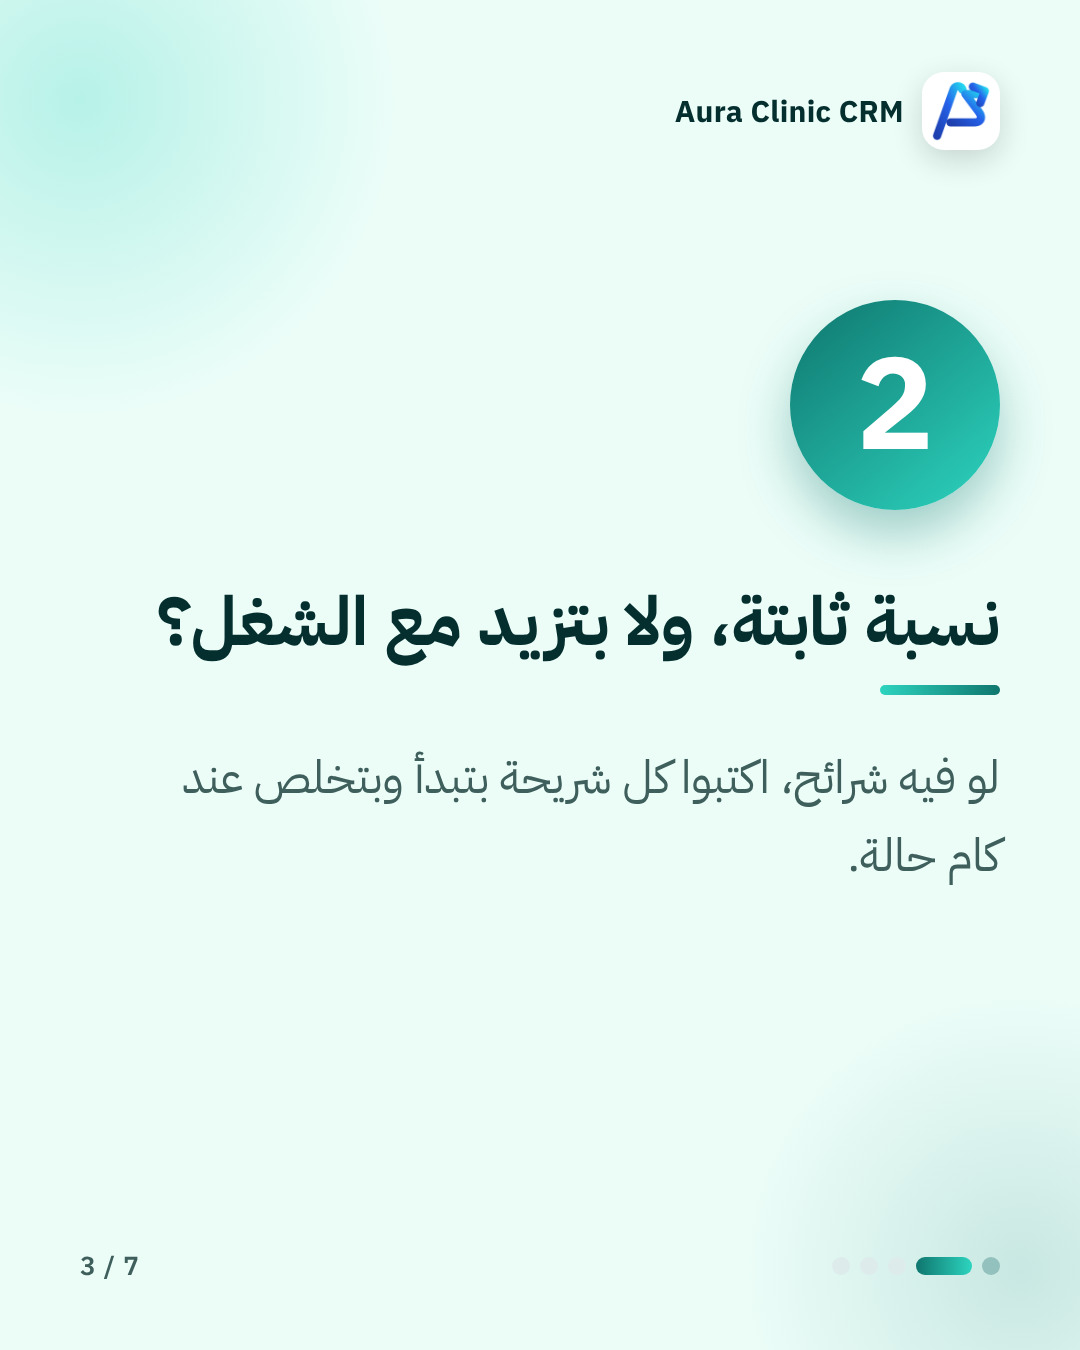 Aura Clinic CRM
2
نسبة ثابتة، ولا بتزيد مع الشغل؟
لو فيه شرائح، اكتبوا كل شريحة بتبدأ وبتخلص عند
كام حالة.
3 / 7